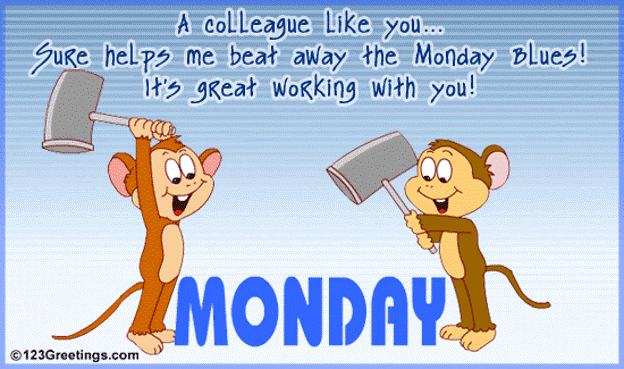 A colleague like you...
Sure helps me beat away the Monday Blues!
It's great working with you!
MONDAY
©123Greetings.com